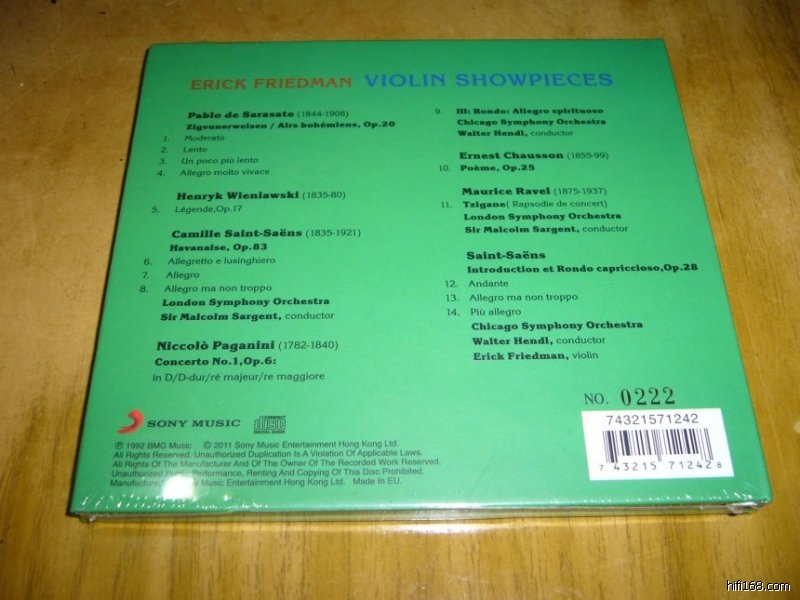 ERICK FRIEDMAN VIOLIN SHOWPIECES
Pablo de Sarasate (1844-1908)
Zigeunerweisen / Airs bohémiens, Op.20
1. Moderato
2. Lento
3. Un poco più lento
4. Allegro molto vivace
Henryk Wieniawski (1835-80)
5. Légende,Op.17
Camille Saint-Saëns (1835-1921)
Havanaise, Op.83
6. Allegretto e lusinghiero
7. Allegro
8. Allegro ma non troppo
London Symphony Orchestra
Sir Malcolm Sargent, conductor
Niccolò Paganini (1782-1840)
Concerto No.1,Op.6:
in D/D-dur/ré majeur/re maggiore
9. III: Rondo: Allegro spirituoso
Chicago Symphony Orchestra
Walter Hendl, conductor
Ernest Chausson (1855-99)
10. Poème, Op.25
Maurice Ravel (1875-1937)
11. Tzigane( Rapsodie de concert)
London Symphony Orchestra
Sir Malcolm Sargent, conductor
Saint-Saëns
Introduction et Rondo capriccioso,Op.28
12. Andante
13. Allegro ma non troppo
14. Più allegro
Chicago Symphony Orchestra
Walter Hendl, conductor
Erick Friedman, violin
NO. 0222
74321571242
7 43215 71242 8
SONY MUSIC
COMPACT disc DIGITAL AUDIO
℗ 1992 BMG Music © 2011 Sony Music Entertainment Hong Kong Ltd.
All Rights Reserved. Unauthorized Duplication Is A Violation Of Applicable Laws.
All Rights Of The Manufacturer And Of The Owner Of The Recorded Work Reserved.
Unauthorized Public Performance, Renting And Copying Of This Disc Prohibited.
Manufactured by Sony Music Entertainment Hong Kong Ltd. Made In EU.
hifi168.com